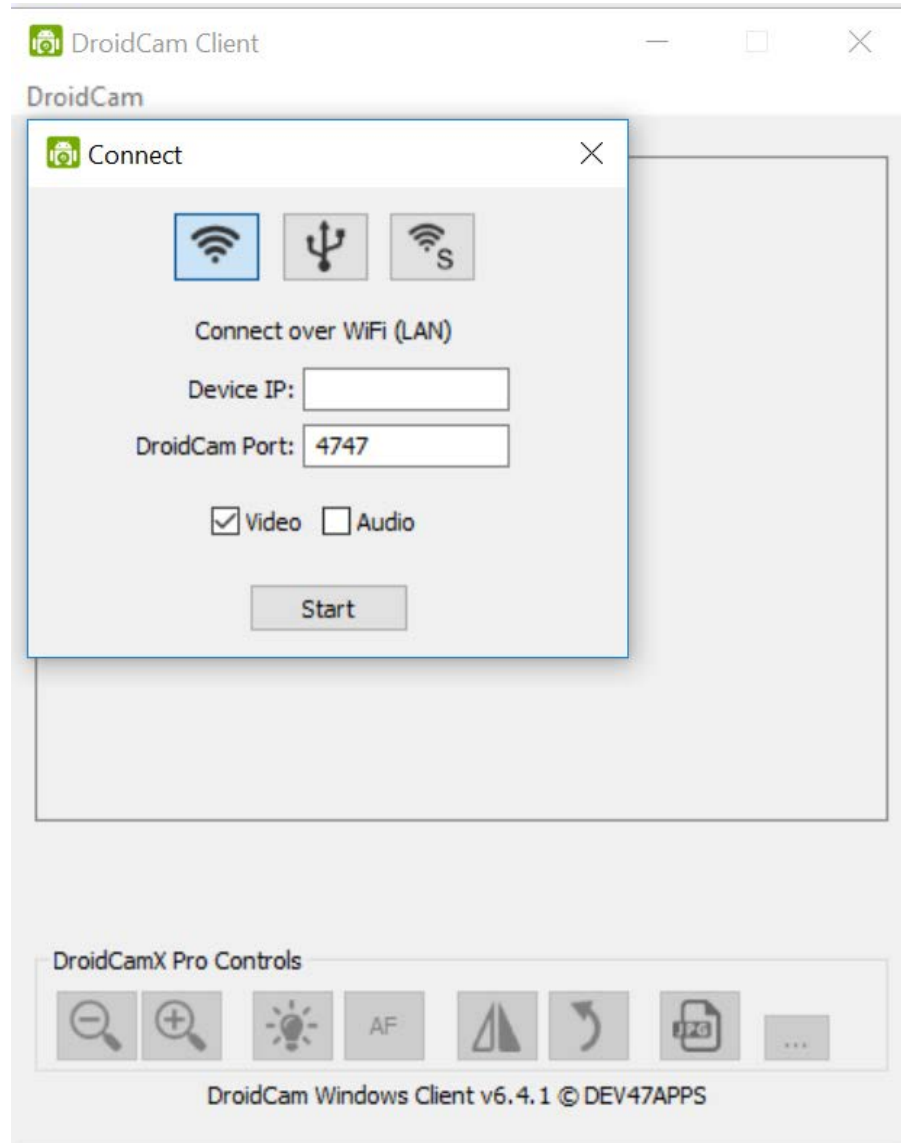 DroidCam Client
DroidCam
Connect
S
Connect over WiFi (LAN)
Device IP:
DroidCam Port: 4747
Video Audio
Start
DroidCamX Pro Controls
AF
JPG
...
DroidCam Windows Client v6.4.1 © DEV47APPS